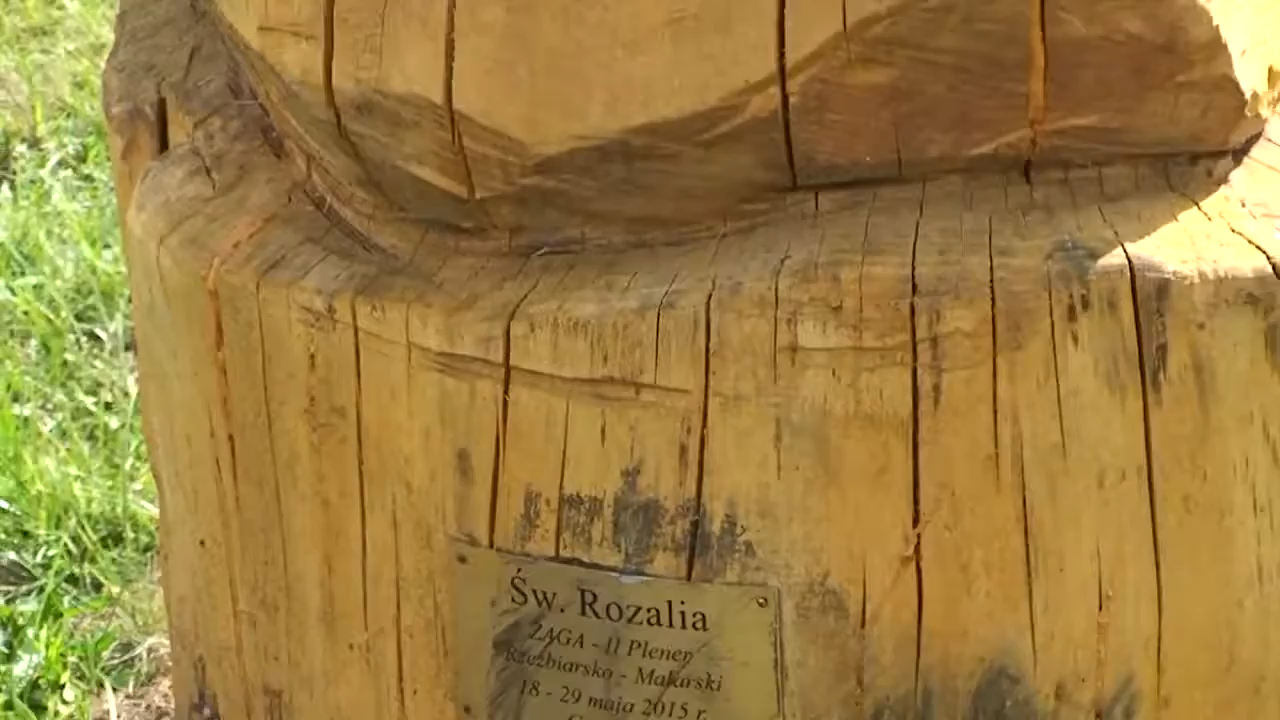 Św. Rozalia
ŻAGA - II Plener
Rzeźbiarsko - Malarski
18 - 29 maja 2015 r.